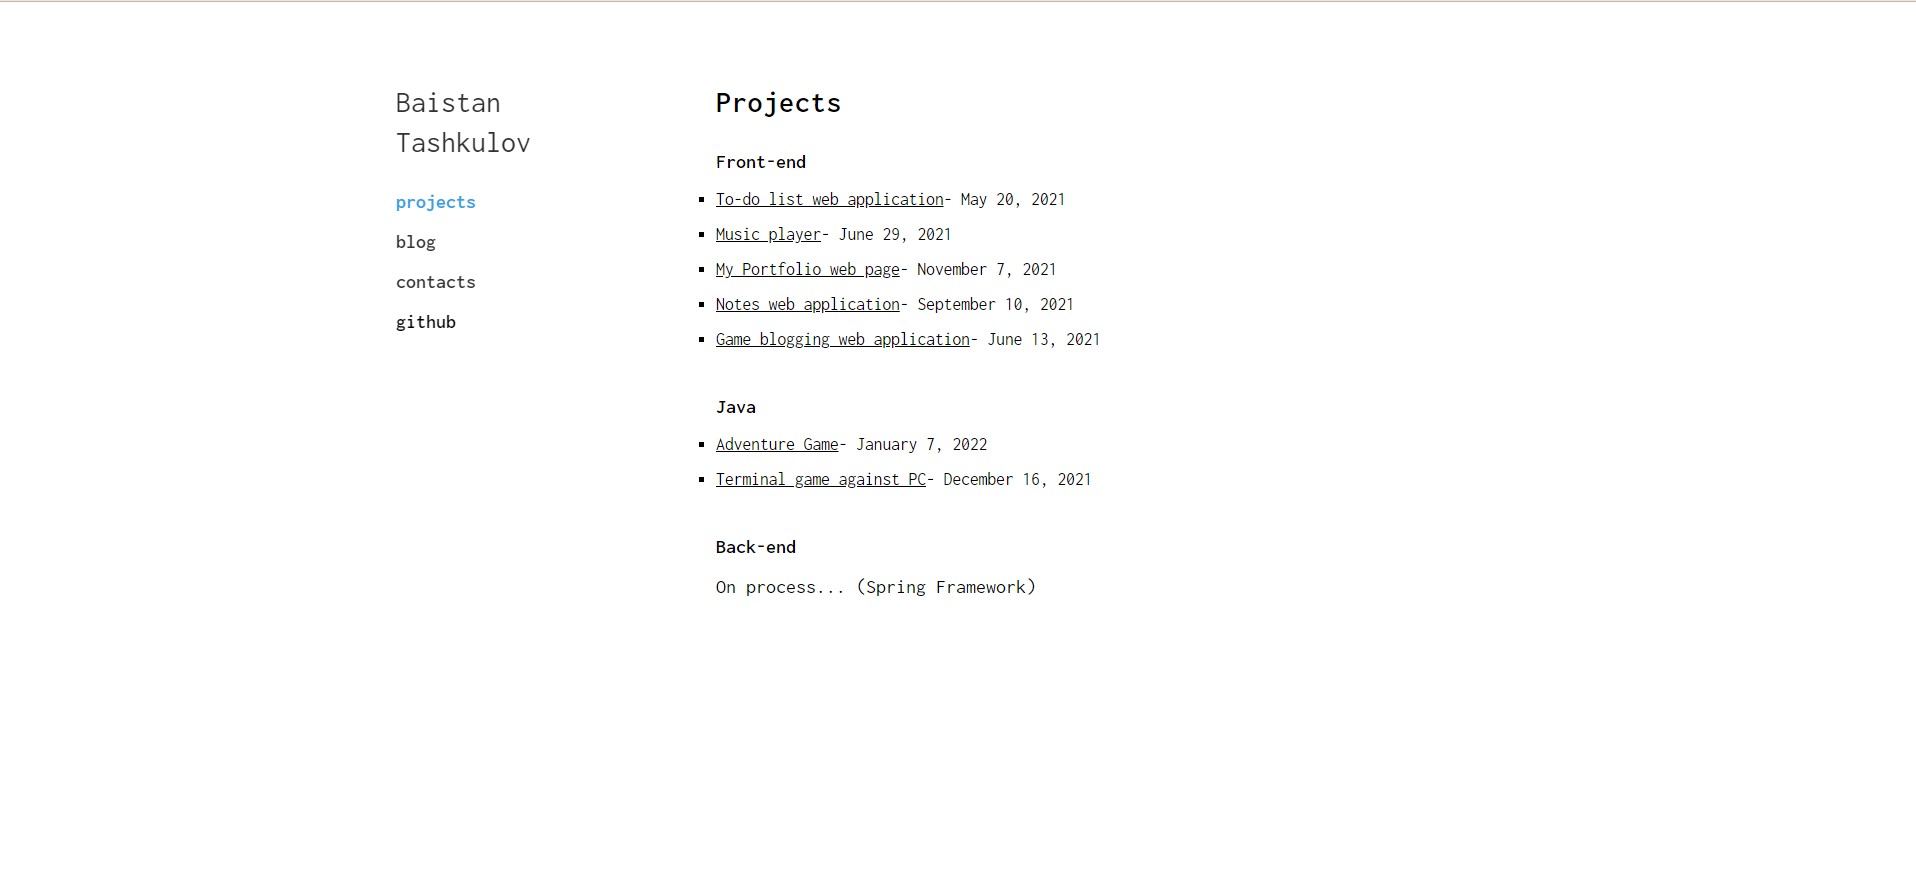 Baistan
Tashkulov
projects
blog
contacts
github
Projects
Front-end
To-do list web application- May 20, 2021
Music player- June 29, 2021
My Portfolio web page- November 7, 2021
Notes web application- September 10, 2021
Game blogging web application- June 13, 2021
Java
Adventure Game- January 7, 2022
Terminal game against PC- December 16, 2021
Back-end
On process... (Spring Framework)